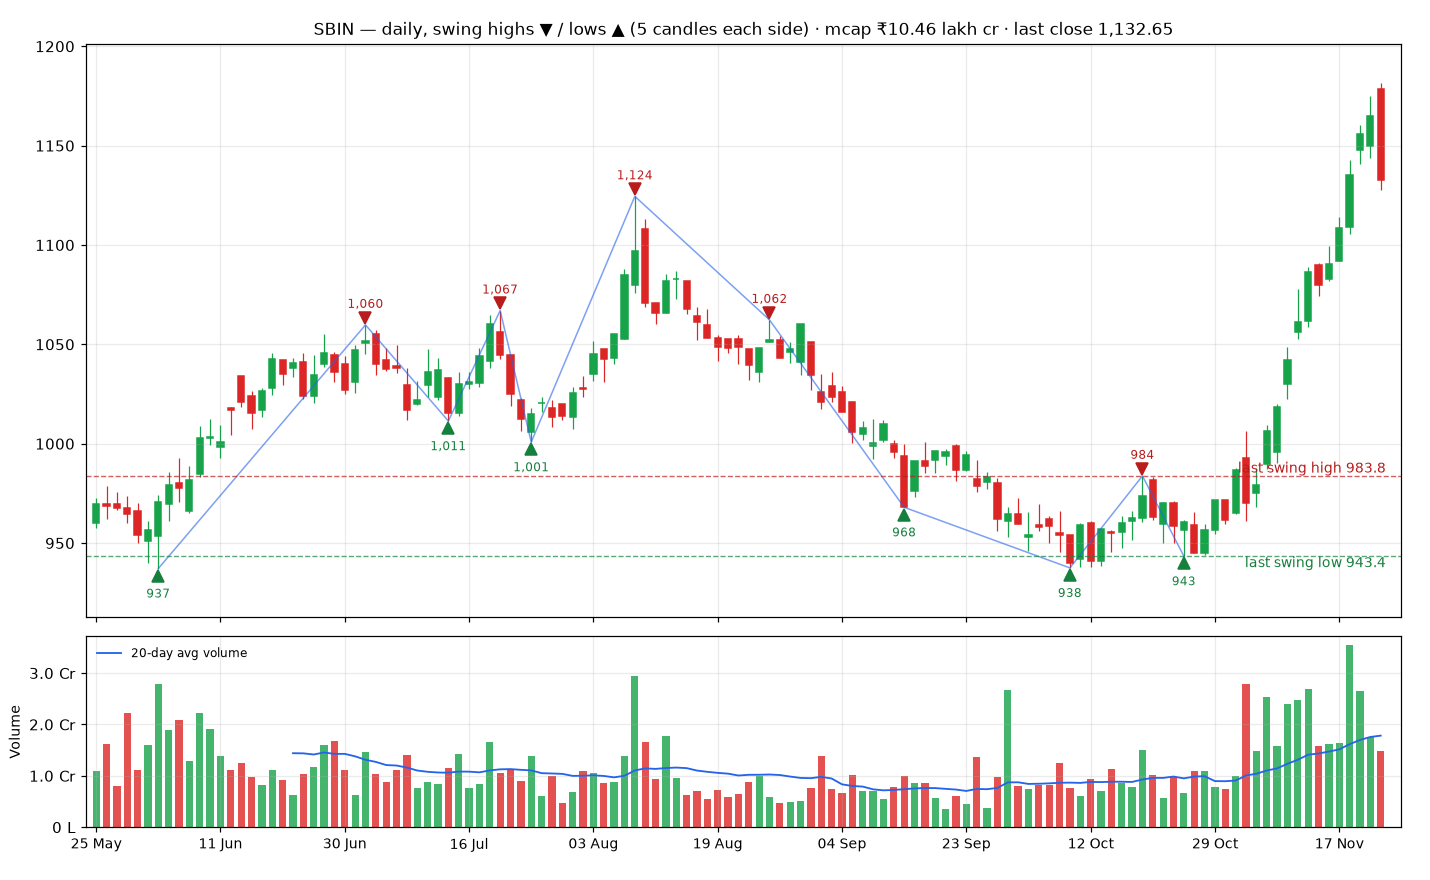 SBIN — daily, swing highs ▼ / lows ▲ (5 candles each side) · mcap ₹10.46 lakh cr · last close 1,132.65
1200
1150
1100
1050
1000
950
1,124
1,067
1,060
1,062
1,011
1,001
984
last swing high 983.8
968
last swing low 943.4
937
938
943
20-day avg volume
Volume
3.0 Cr
2.0 Cr
1.0 Cr
0 L
25 May
11 Jun
30 Jun
16 Jul
03 Aug
19 Aug
04 Sep
23 Sep
12 Oct
29 Oct
17 Nov